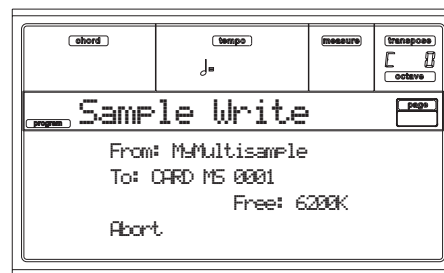 chord tempo measure transpose
♩=
C 0
octave
Sample Write page
program
From: MyMultisample
To: CARD MS 0001
Free: 6200K
Abort